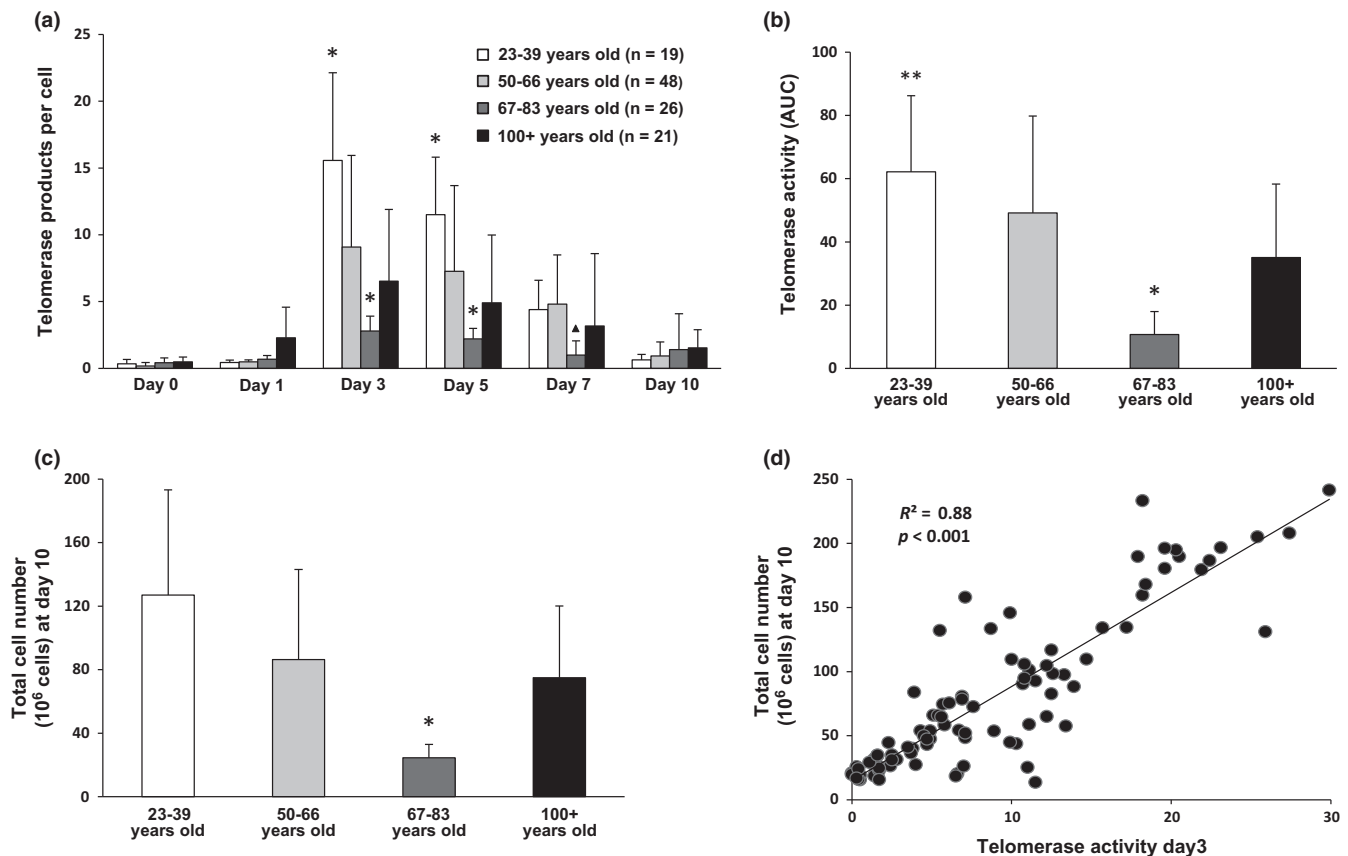 (a)
Telomerase products per cell
25
20
15
10
5
0
*
*
*
*
▲
23-39 years old (n = 19)
50-66 years old (n = 48)
67-83 years old (n = 26)
100+ years old (n = 21)
Day 0 Day 1 Day 3 Day 5 Day 7 Day 10
(b)
Telomerase activity (AUC)
100
80
60
40
20
0
**
*
23-39 50-66 67-83 100+
years old years old years old years old
(c)
Total cell number
(10⁶ cells) at day 10
200
160
120
80
40
0
*
23-39 50-66 67-83 100+
years old years old years old years old
(d)
Total cell number
(10⁶ cells) at day 10
250
200
150
100
50
0
R² = 0.88
p < 0.001
0 10 20 30
Telomerase activity day3